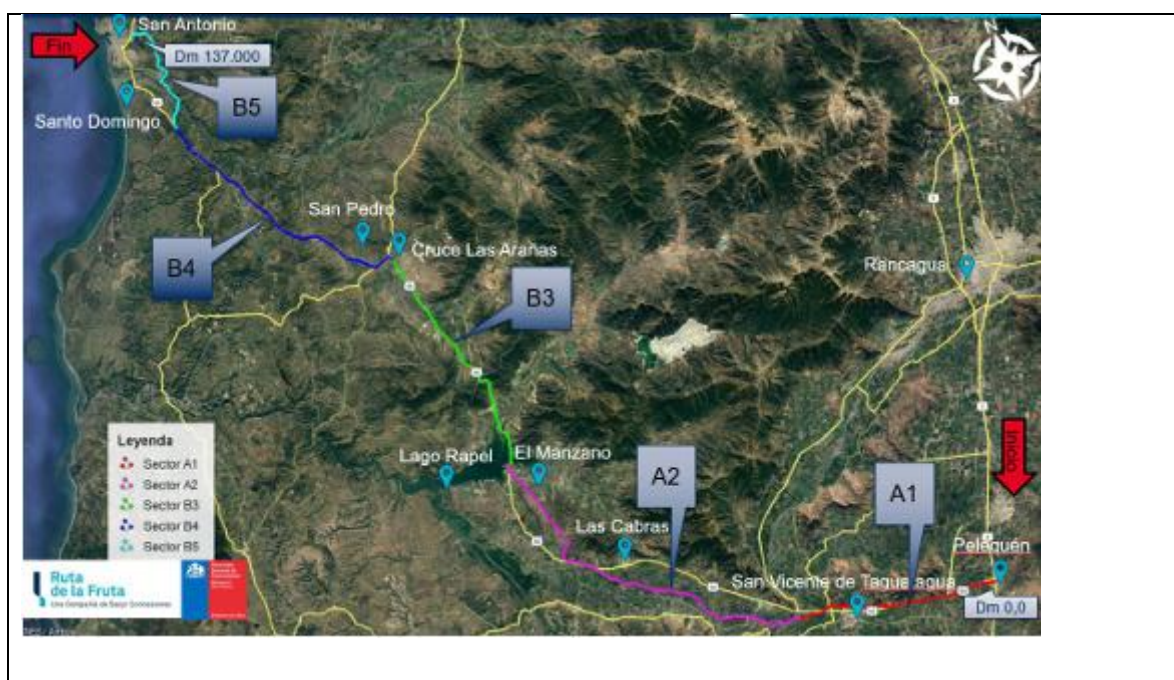 San Antonio
Fin
Dm 137.000
B5
Santo Domingo
San Pedro
Cruce Las Arañas
B4
Rancagua
B3
Leyenda
Sector A1
Sector A2
Sector B3
Sector B4
Sector B5
Lago Rapel
El Manzano
A2
Inicio
A1
Las Cabras
Pelequén
San Vicente de Tagua agua
Dm 0,0
Ruta
de la Fruta